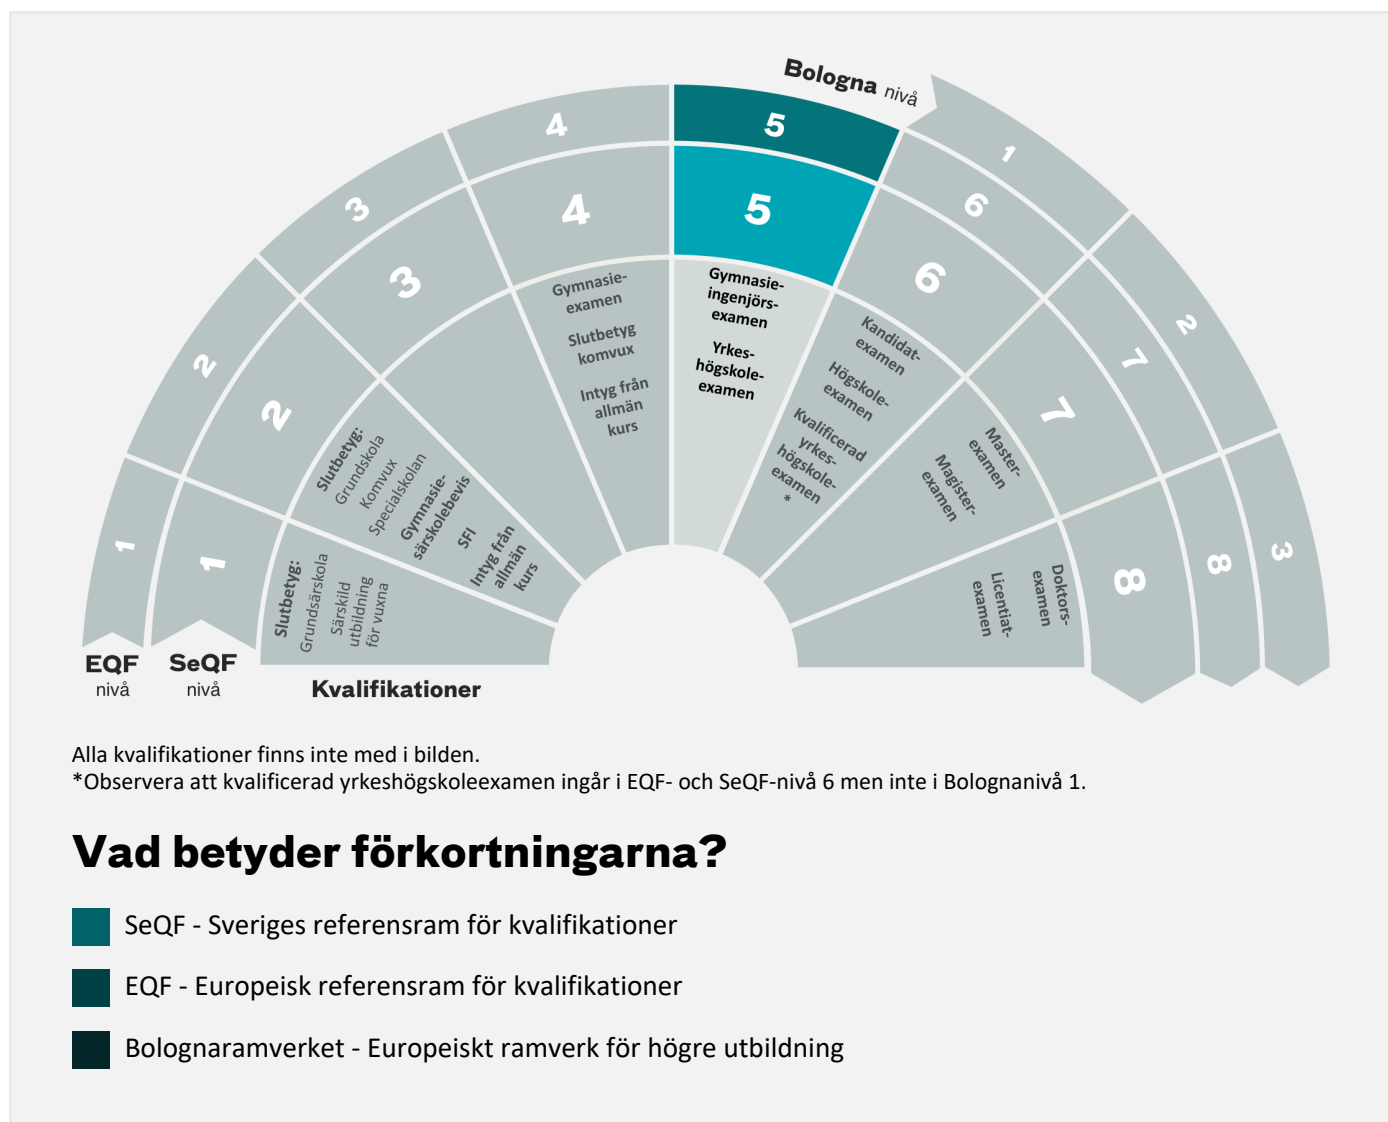 Bologna nivå
1
2
3
1
2
3
4
5
6
7
8
1
2
3
4
5
6
7
8
Slutbetyg:
Grundsärskola
Särskild
utbildning
för vuxna
Slutbetyg:
Grundskola
Komvux
Specialskolan
Gymnasie-
särskolebevis
SFI
Intyg från
allmän
kurs
Gymnasie-
examen
Slutbetyg
komvux
Intyg från
allmän
kurs
Gymnasie-
ingenjörs-
examen
Yrkes-
högskole-
examen
Kandidat-
examen
Högskole-
examen
Kvalificerad
yrkes-
högskole-
examen
*
Master-
examen
Magister-
examen
Doktors-
examen
Licentiat-
examen
EQF
nivå
SeQF
nivå
Kvalifikationer
Alla kvalifikationer finns inte med i bilden.
*Observera att kvalificerad yrkeshögskoleexamen ingår i EQF- och SeQF-nivå 6 men inte i Bolognanivå 1.
Vad betyder förkortningarna?
SeQF - Sveriges referensram för kvalifikationer
EQF - Europeisk referensram för kvalifikationer
Bolognaramverket - Europeiskt ramverk för högre utbildning